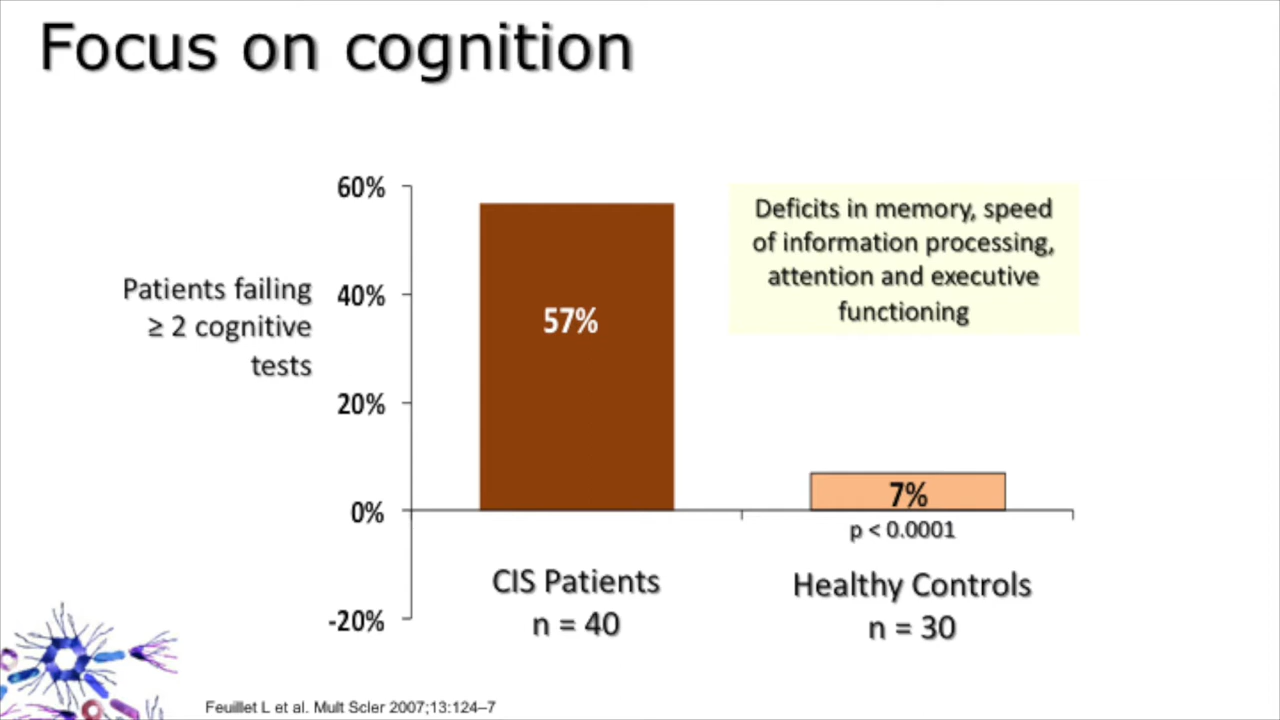 Focus on cognition
60%
Patients failing
≥ 2 cognitive
tests
40%
20%
0%
-20%
57%
7%
p < 0.0001
CIS Patients
n = 40
Healthy Controls
n = 30
Deficits in memory, speed
of information processing,
attention and executive
functioning
Feuillet L et al. Mult Scler 2007;13:124–7